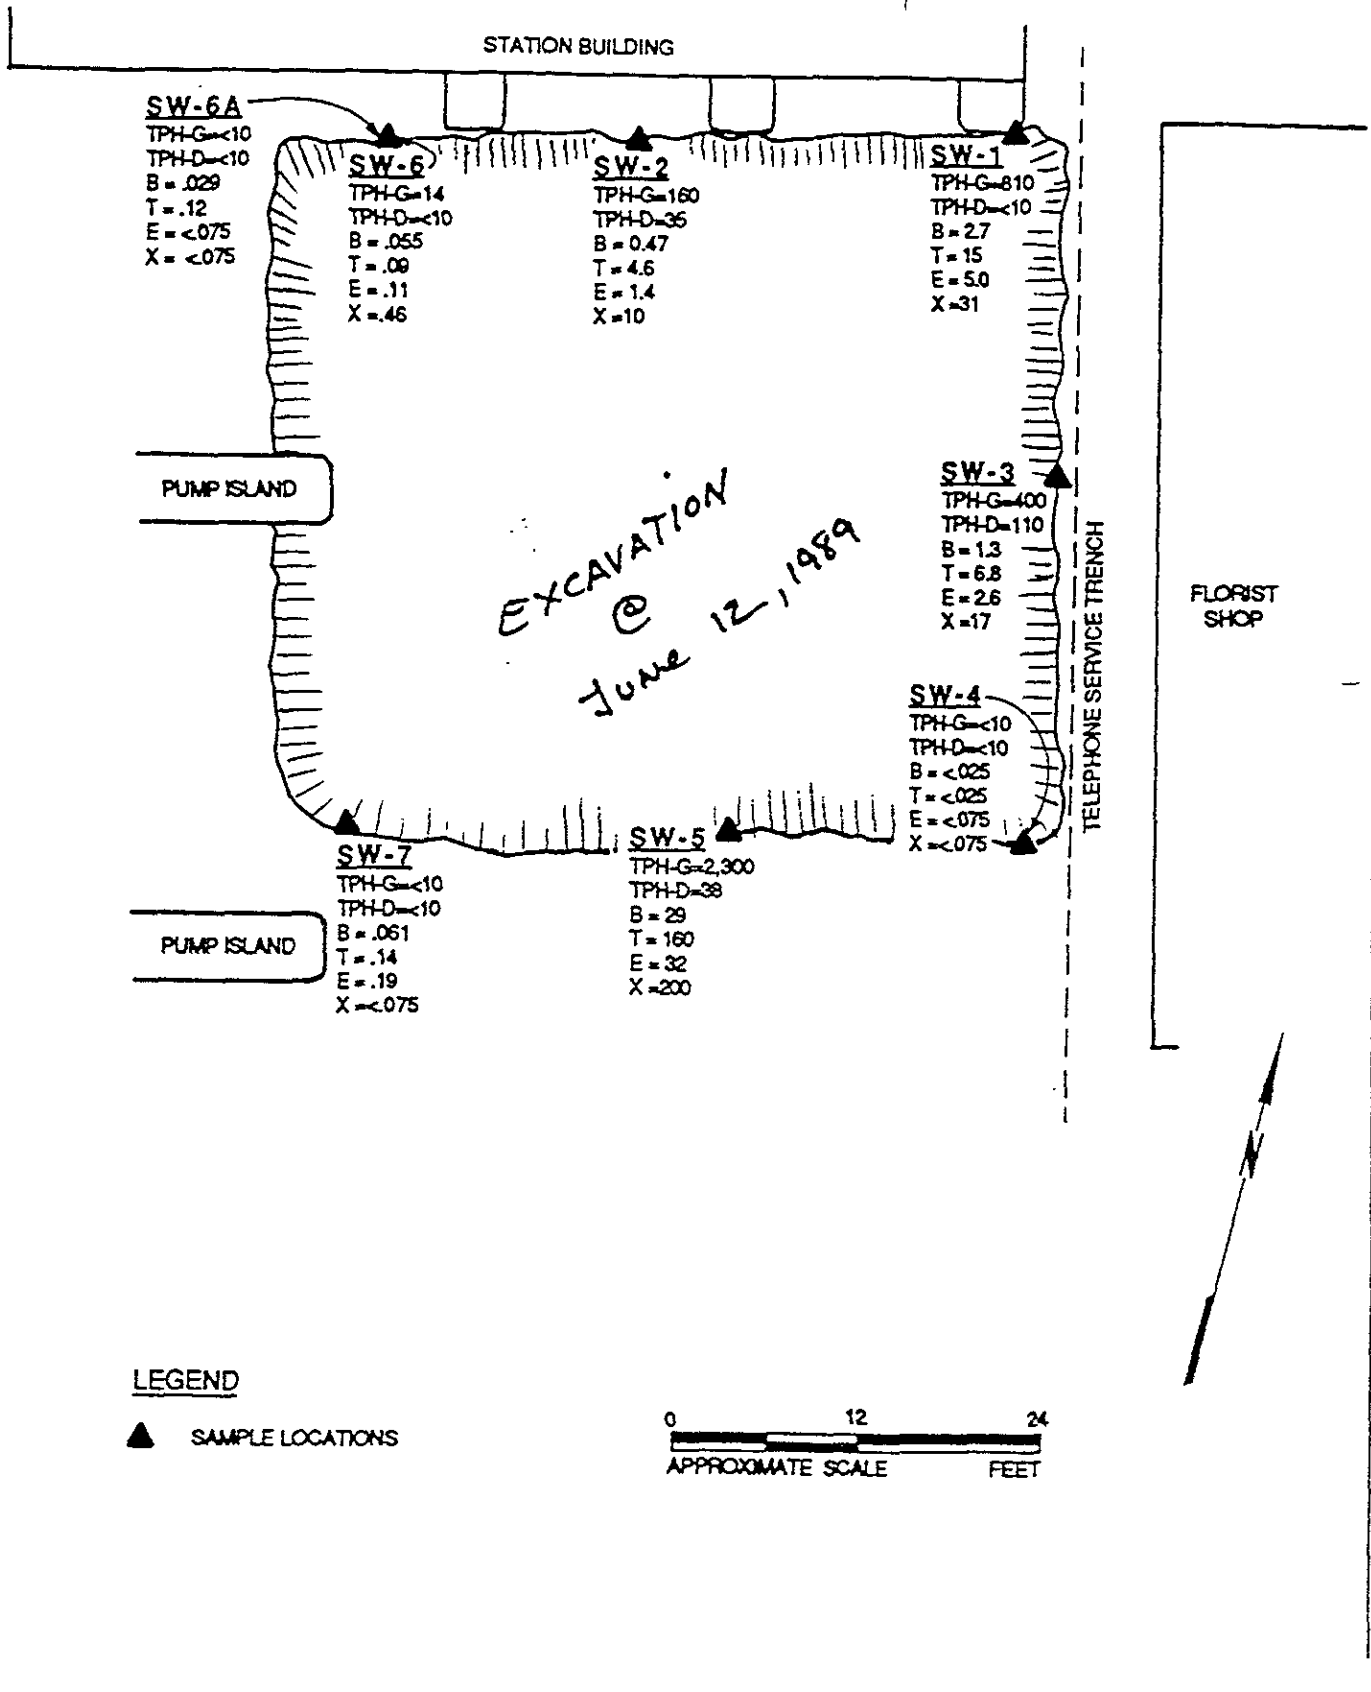 STATION BUILDING
SW-6A
TPH-G=<10
TPH-D=<10
B = .029
T = .12
E = <.075
X = <.075
SW-6
TPH-G=14
TPH-D=<10
B = .055
T = .09
E = .11
X =.46
SW-2
TPH-G=160
TPH-D=35
B = 0.47
T = 4.6
E = 1.4
X =10
SW-1
TPH-G=810
TPH-D=<10
B = 2.7
T = 15
E = 5.0
X =31
PUMP ISLAND
EXCAVATION
@
June 12, 1989
SW-3
TPH-G=400
TPH-D=110
B = 1.3
T = 6.8
E = 2.6
X =17
TELEPHONE SERVICE TRENCH
FLORIST
SHOP
SW-4
TPH-G=<10
TPH-D=<10
B = <.025
T = <.025
E = <.075
X =<.075
SW-7
TPH-G=<10
TPH-D=<10
B = .061
T = .14
E = .19
X =<.075
SW-5
TPH-G=2,300
TPH-D=38
B = 29
T = 160
E = 32
X =200
PUMP ISLAND
N
LEGEND
SAMPLE LOCATIONS
0 12 24
APPROXIMATE SCALE FEET